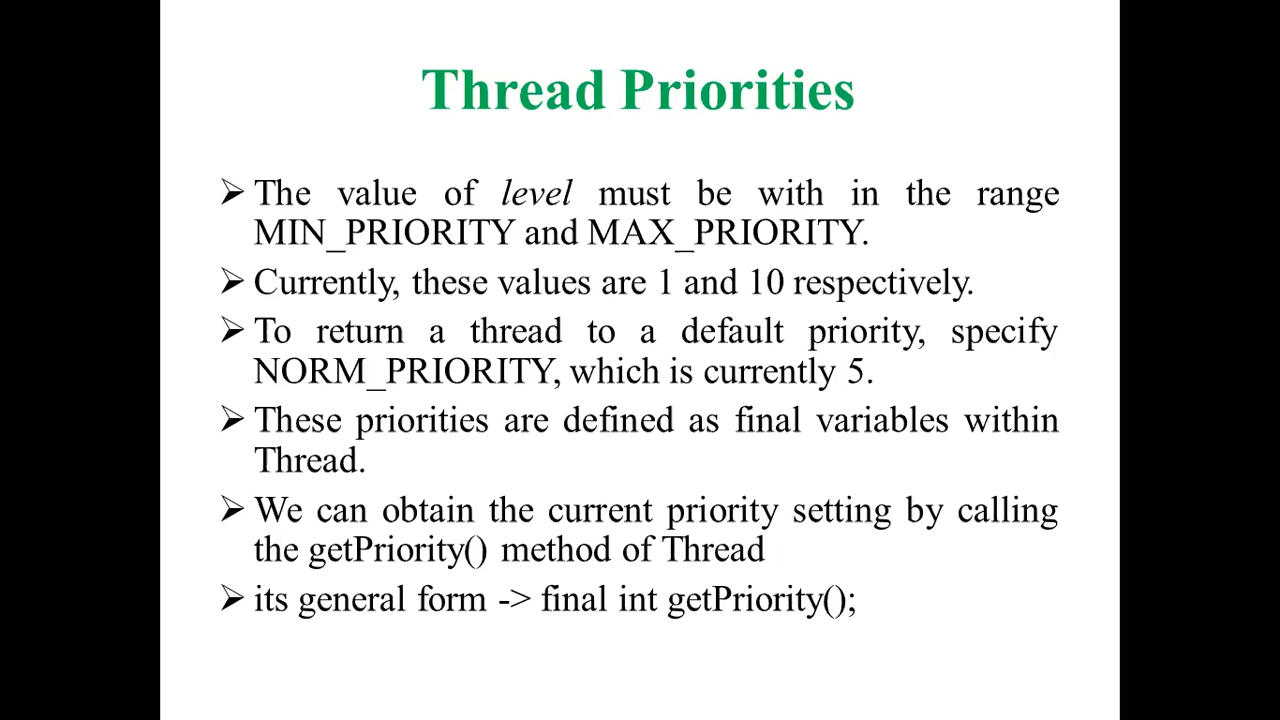 Thread Priorities
➢ The value of level must be with in the range
MIN_PRIORITY and MAX_PRIORITY.
➢ Currently, these values are 1 and 10 respectively.
➢ To return a thread to a default priority, specify
NORM_PRIORITY, which is currently 5.
➢ These priorities are defined as final variables within
Thread.
➢ We can obtain the current priority setting by calling
the getPriority() method of Thread
➢ its general form -> final int getPriority();